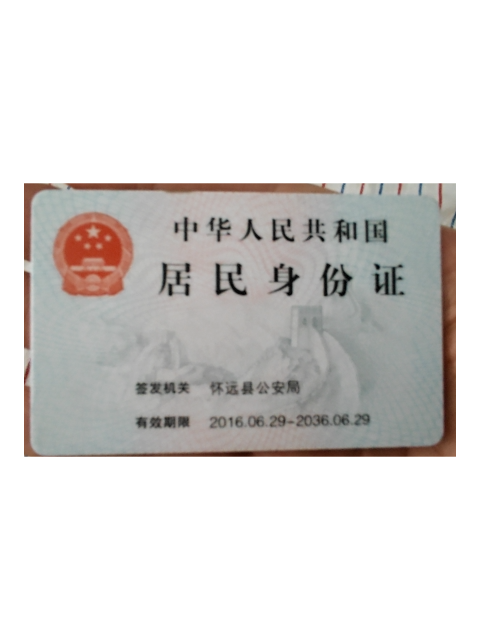 中华人民共和国
居民身份证
签发机关 怀远县公安局
有效期限 2016.06.29-2036.06.29